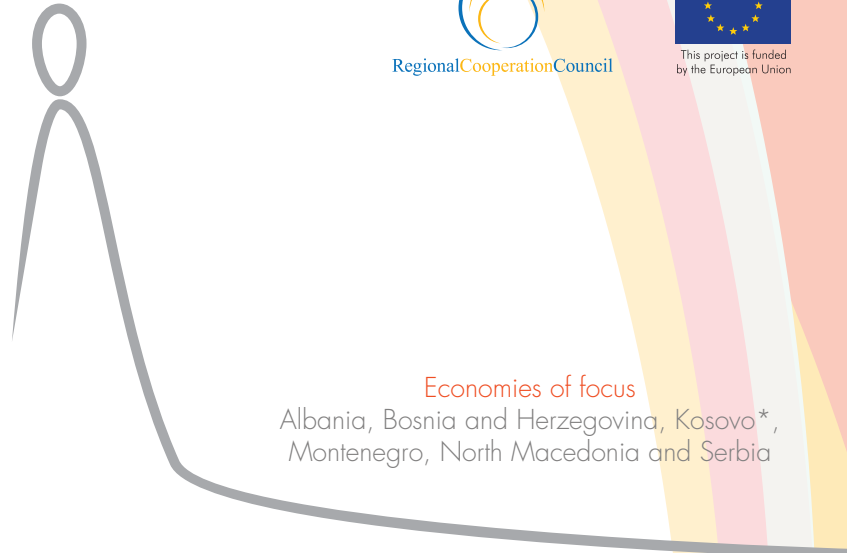 RegionalCooperationCouncil
This project is funded
by the European Union
Economies of focus
Albania, Bosnia and Herzegovina, Kosovo*,
Montenegro, North Macedonia and Serbia